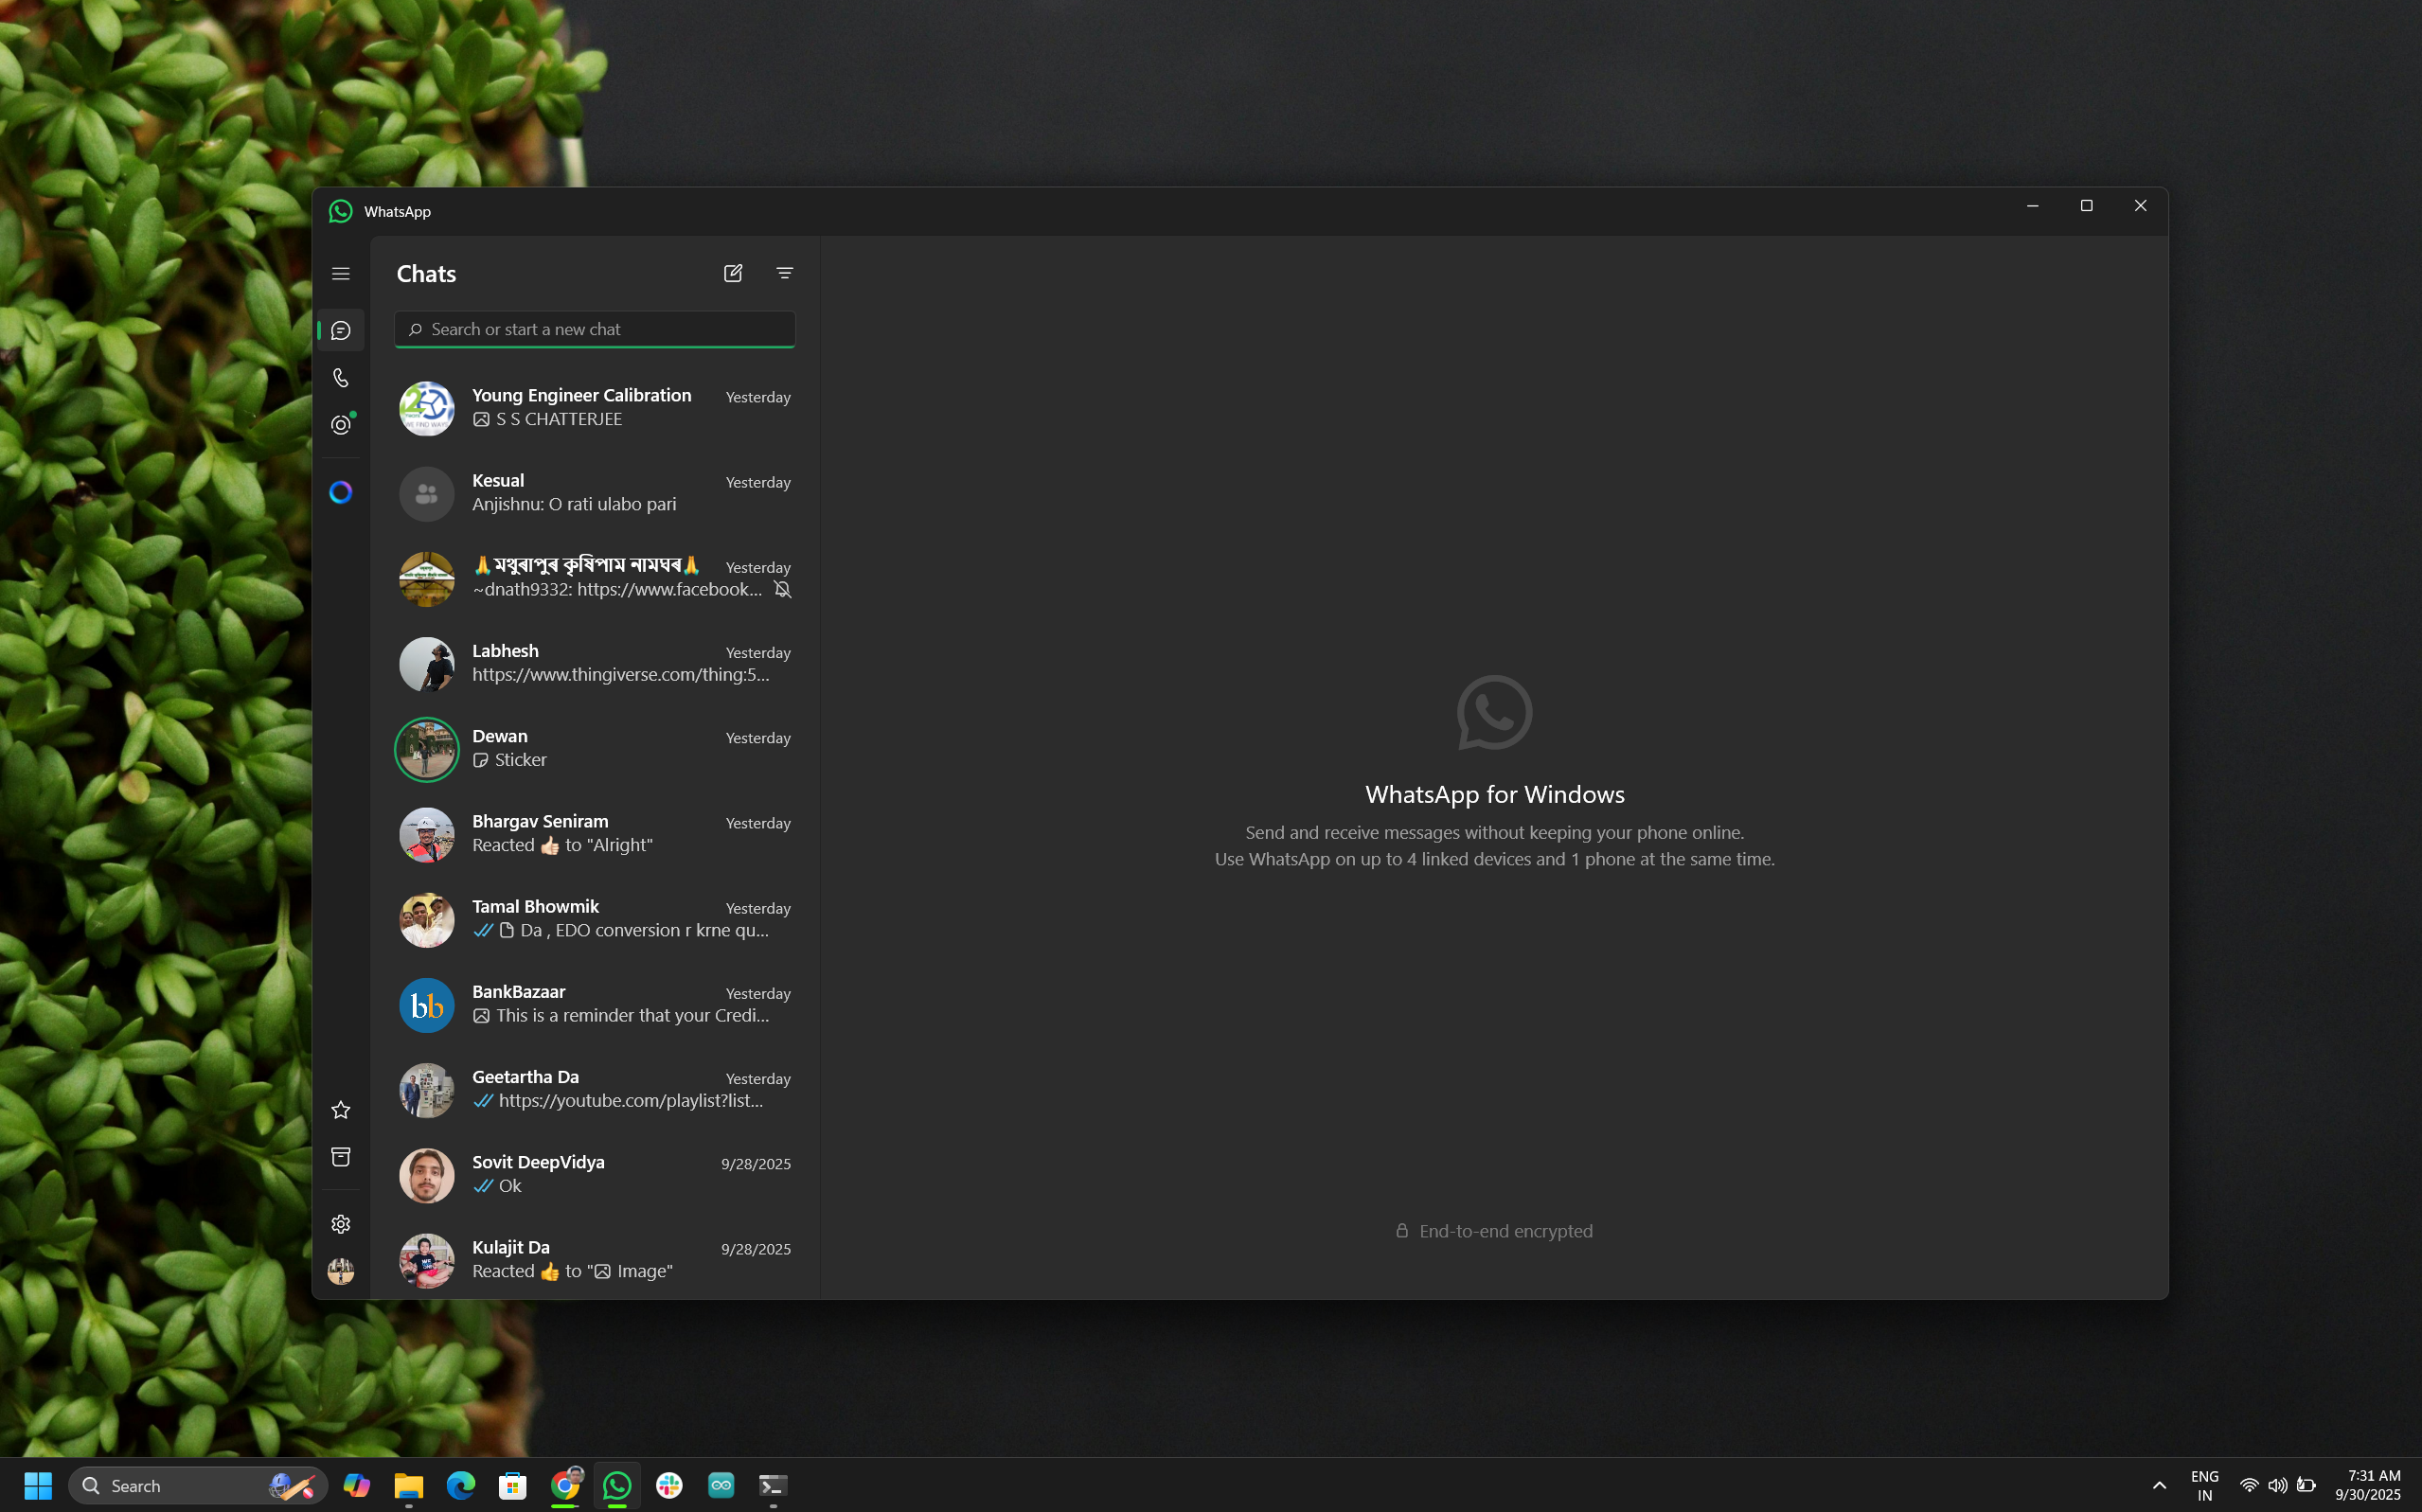 WhatsApp
Chats
Search or start a new chat
Young Engineer Calibration Yesterday
S S CHATTERJEE
Kesual Yesterday
Anjishnu: O rati ulabo pari
🙏মথুৰাপুৰ কৃষিপাম নামঘৰ🙏 Yesterday
~dnath9332: https://www.facebook...
Labhesh Yesterday
https://www.thingiverse.com/thing:5...
Dewan Yesterday
Sticker
Bhargav Seniram Yesterday
Reacted 👍🏻 to "Alright"
Tamal Bhowmik Yesterday
Da , EDO conversion r krne qu...
bb
BankBazaar Yesterday
This is a reminder that your Credi...
Geetartha Da Yesterday
https://youtube.com/playlist?list...
Sovit DeepVidya 9/28/2025
Ok
Kulajit Da 9/28/2025
Reacted 👍 to "Image"
WhatsApp for Windows
Send and receive messages without keeping your phone online.
Use WhatsApp on up to 4 linked devices and 1 phone at the same time.
End-to-end encrypted
Search
ENG
IN
7:31 AM
9/30/2025